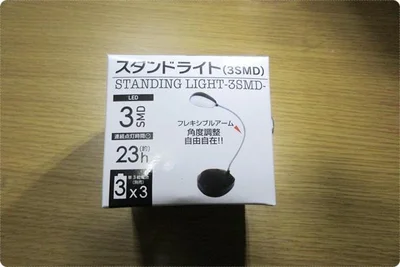 スタンドライト(3SMD)
STANDING LIGHT-3SMD-
LED
3 SMD
連続点灯時間
フレキシブルアーム
角度調整
自由自在!!
(約)
23h
3 x3